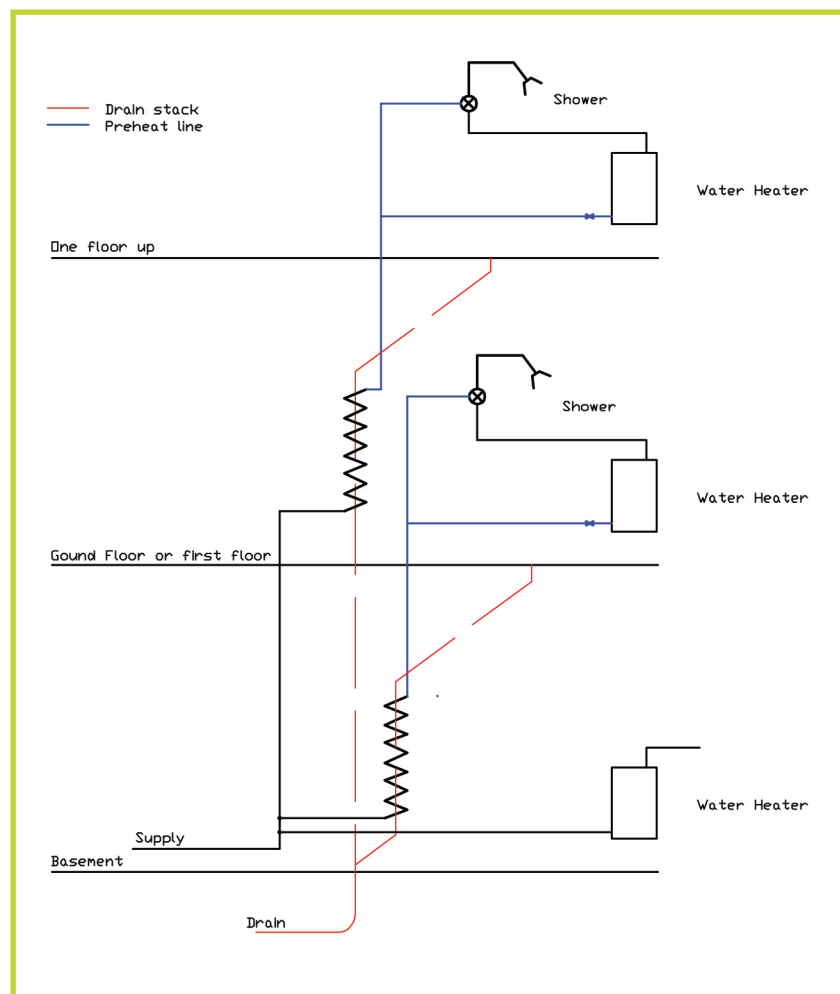 Shower
Drain stack
Preheat line
Water Heater
One floor up
Shower
Water Heater
Gound Floor or first floor
Water Heater
Supply
Basement
Drain